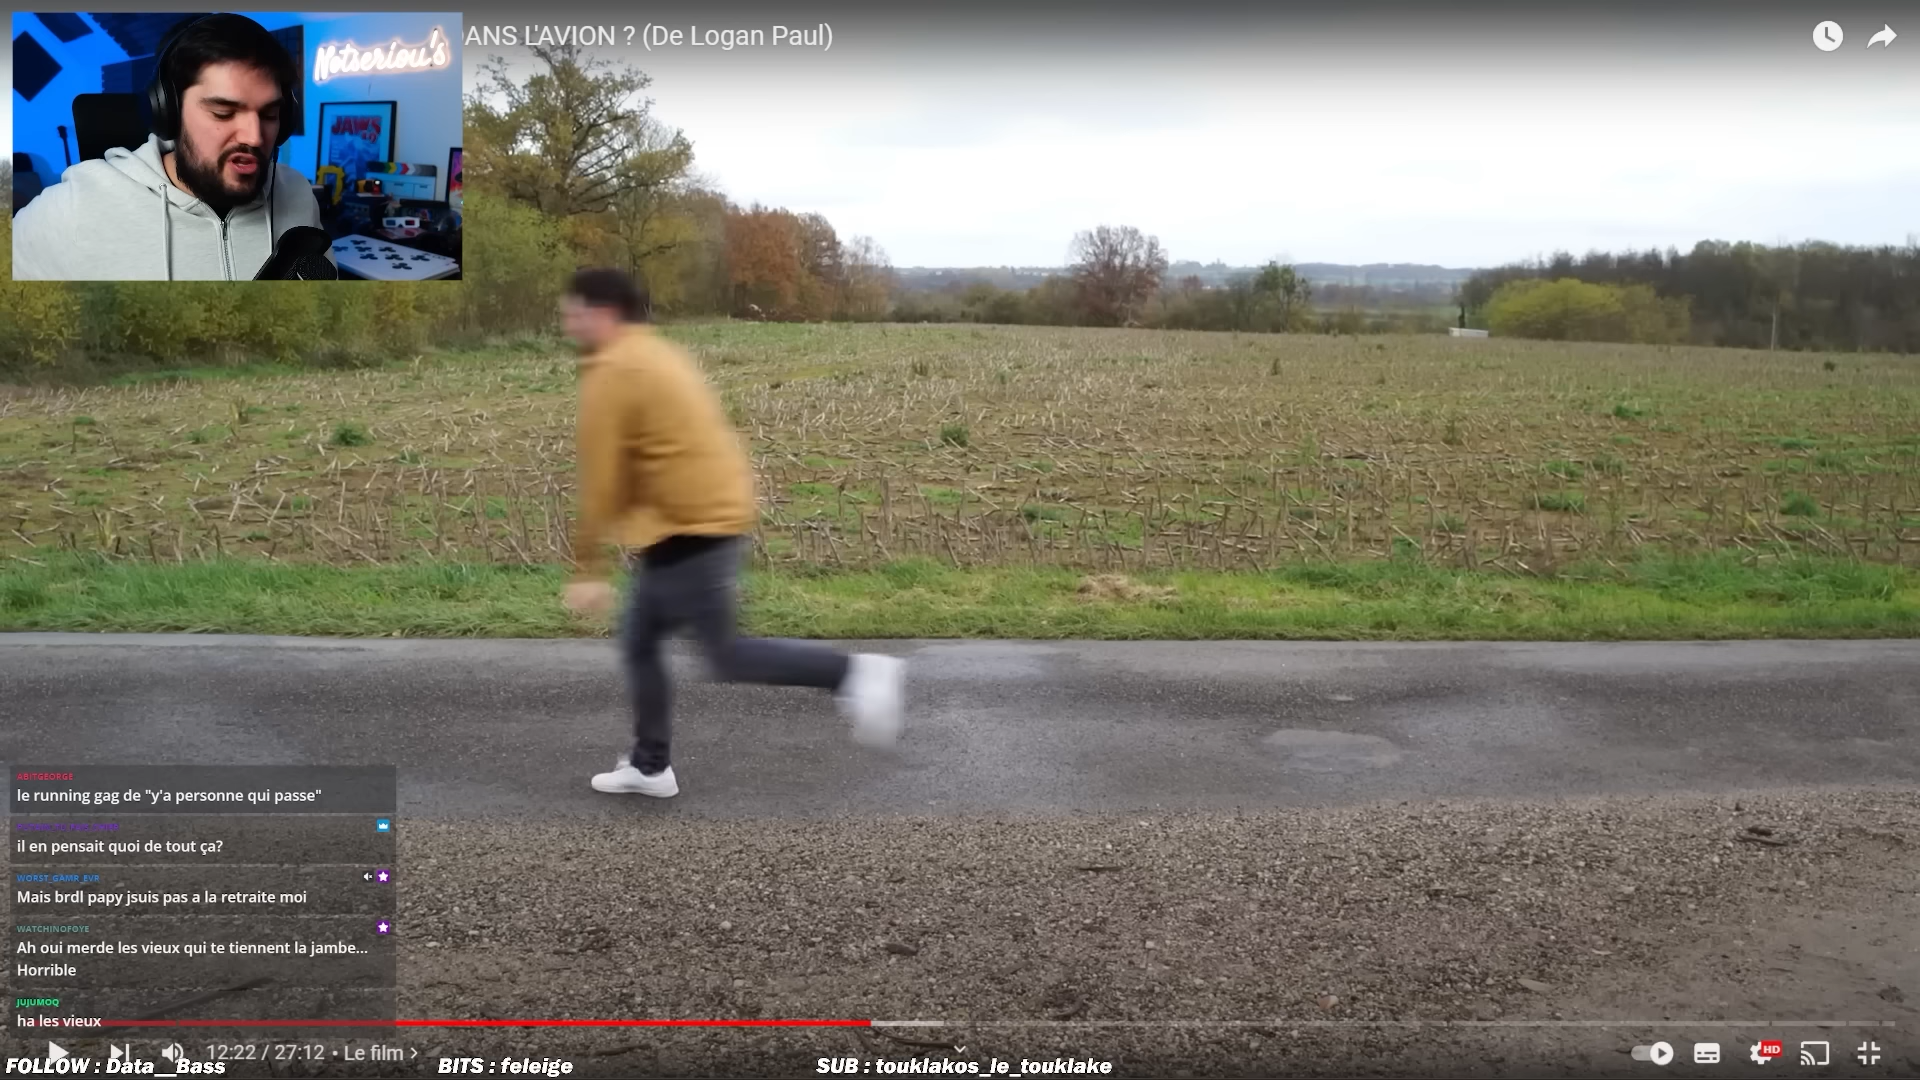 DANS L'AVION ? (De Logan Paul)
Notseriou's
JAWS
ABITGEORGE
le running gag de "y'a personne qui passe"
il en pensait quoi de tout ça?
WORST_GAMR_EVR
Mais brdl papy jsuis pas a la retraite moi
WATCHINOFOYE
Ah oui merde les vieux qui te tiennent la jambe...
Horrible
JUJUMOQ
ha les vieux
12:22 / 27:12 • Le film >
HD
FOLLOW : Data__Bass
BITS : feleige
SUB : touklakos_le_touklake